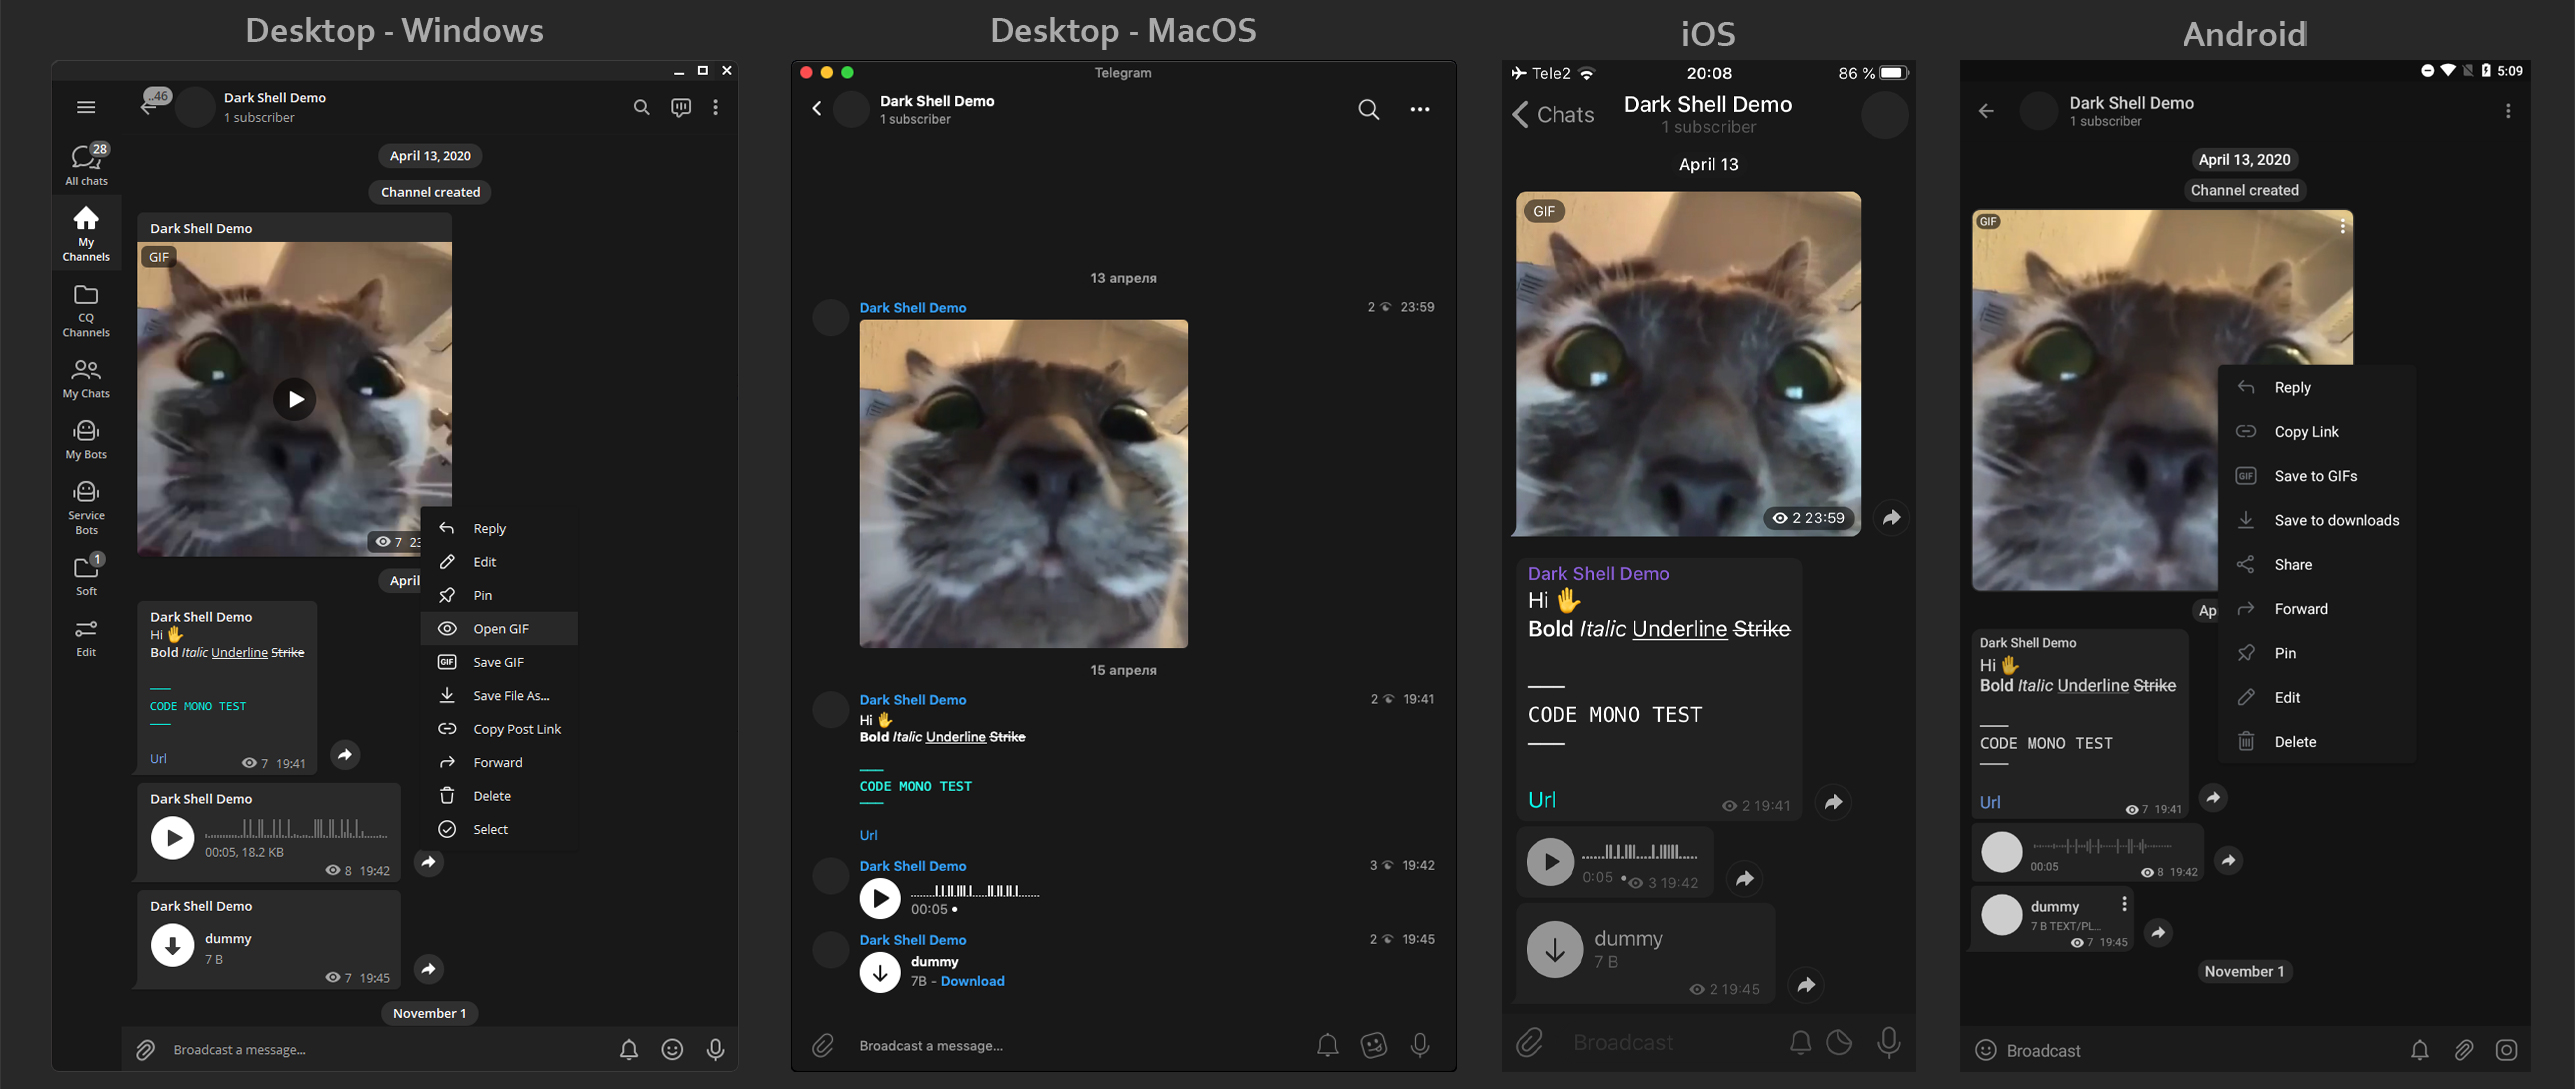 Desktop - Windows
Dark Shell Demo
1 subscriber
..46
28
All chats
My
Channels
CQ
Channels
My Chats
My Bots
Service
Bots
1
Soft
Edit
April 13, 2020
Channel created
Dark Shell Demo
GIF
7 23
April
Reply
Edit
Pin
Open GIF
Save GIF
GIF
Save File As...
Copy Post Link
Forward
Delete
Select
Dark Shell Demo
Hi 👋
Bold Italic Underline Strike
___
CODE MONO TEST
___
Url
7 19:41
Dark Shell Demo
00:05, 18.2 KB
8 19:42
Dark Shell Demo
dummy
7 B
7 19:45
November 1
Broadcast a message...
Desktop - MacOS
Telegram
Dark Shell Demo
1 subscriber
13 апреля
Dark Shell Demo
2 23:59
15 апреля
Dark Shell Demo
2 19:41
Hi 👋
Bold Italic Underline Strike
___
CODE MONO TEST
___
Url
Dark Shell Demo
3 19:42
00:05 •
Dark Shell Demo
2 19:45
dummy
7B - Download
Broadcast a message...
iOS
Tele2
20:08
86 %
Chats
Dark Shell Demo
1 subscriber
April 13
GIF
2 23:59
Dark Shell Demo
Hi 👋
Bold Italic Underline Strike
___
CODE MONO TEST
___
Url
2 19:41
0:05 •
3 19:42
dummy
7 B
2 19:45
Broadcast
Android
5:09
Dark Shell Demo
1 subscriber
April 13, 2020
Channel created
GIF
Ap
Reply
Copy Link
GIF
Save to GIFs
Save to downloads
Share
Forward
Pin
Edit
Delete
Dark Shell Demo
Hi 👋
Bold Italic Underline Strike
___
CODE MONO TEST
___
Url
7 19:41
00:05
8 19:42
dummy
7 B TEXT/PL...
7 19:45
November 1
Broadcast